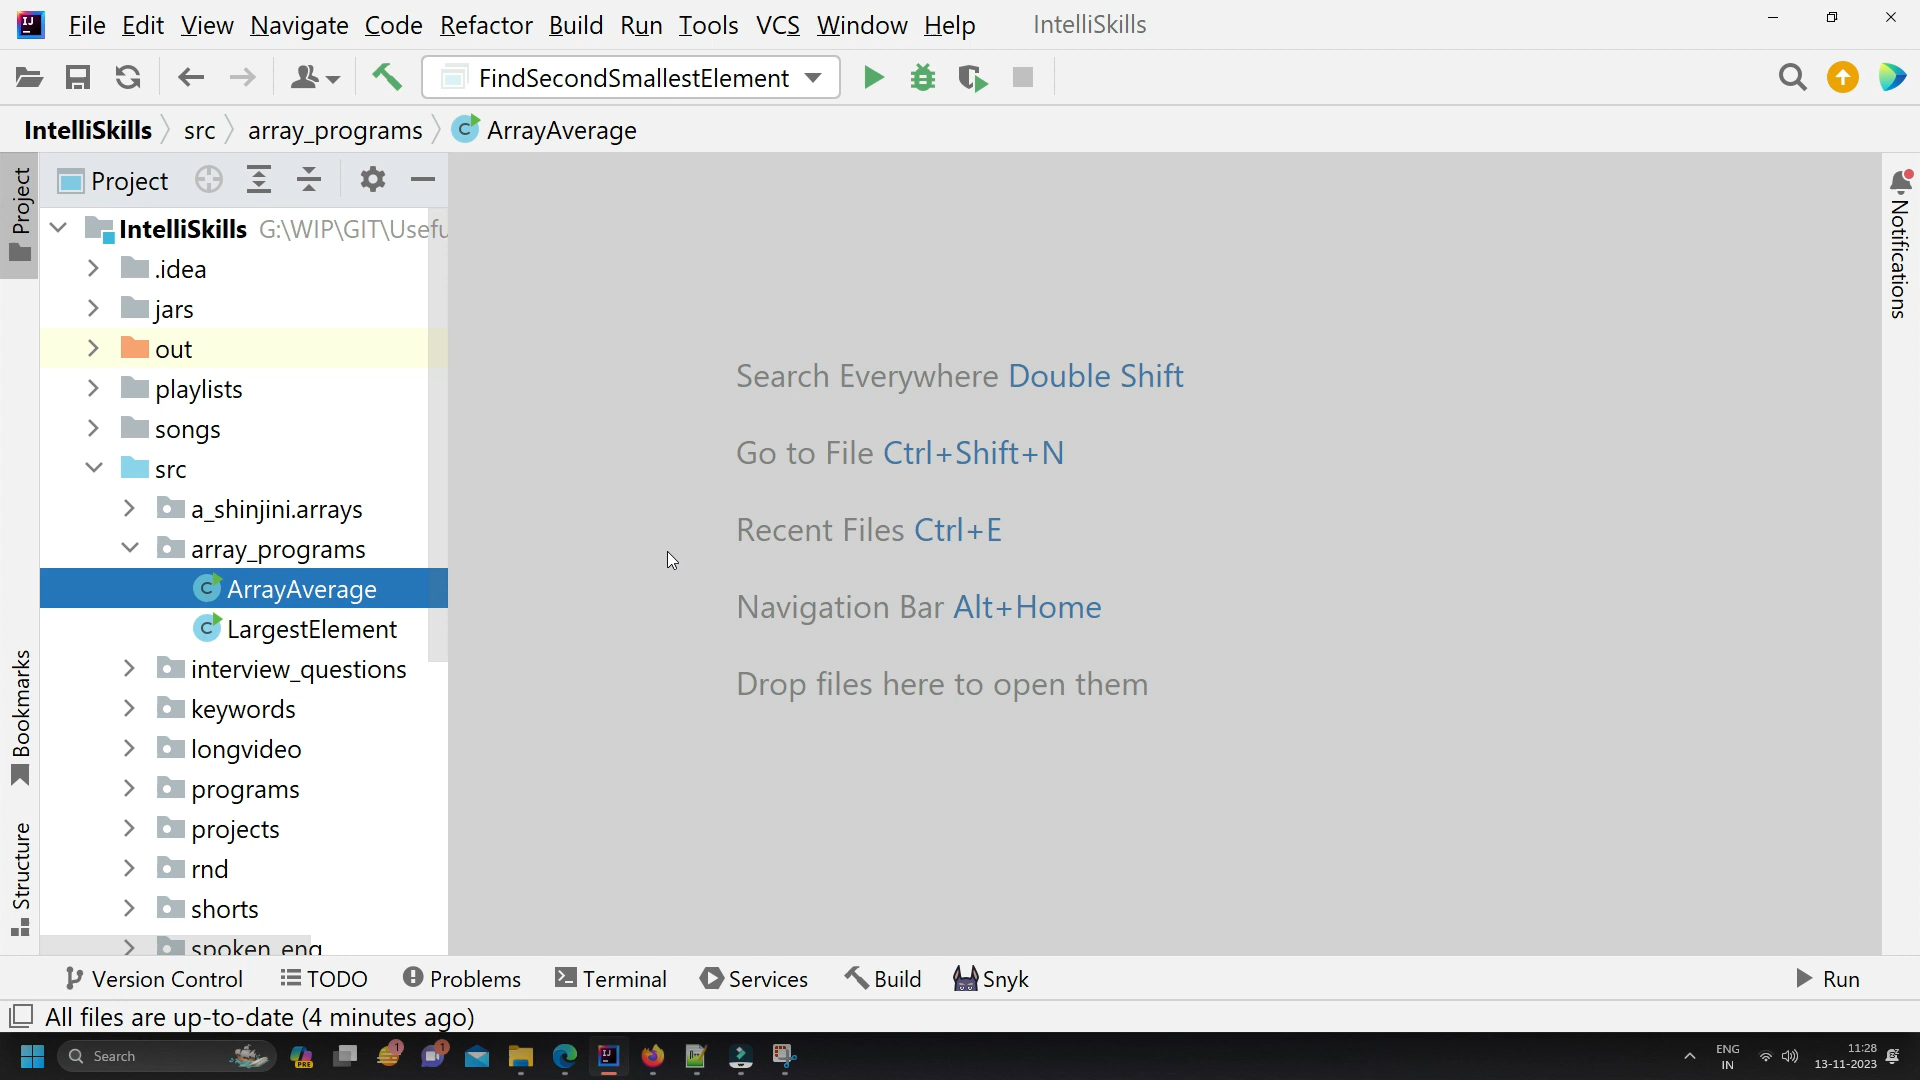 File Edit View Navigate Code Refactor Build Run Tools VCS Window Help IntelliSkills
FindSecondSmallestElement
IntelliSkills src array_programs ArrayAverage
Project
Project
IntelliSkills G:\WIP\GIT\Usefu
.idea
jars
out
playlists
songs
src
a_shinjini.arrays
array_programs
ArrayAverage
LargestElement
interview_questions
keywords
longvideo
programs
projects
rnd
shorts
spoken_eng
Bookmarks
Structure
Search Everywhere Double Shift
Go to File Ctrl+Shift+N
Recent Files Ctrl+E
Navigation Bar Alt+Home
Drop files here to open them
Notifications
Version Control TODO Problems Terminal Services Build Snyk Run
All files are up-to-date (4 minutes ago)
Search
PRE
1
1
ENG
IN
11:28
13-11-2023